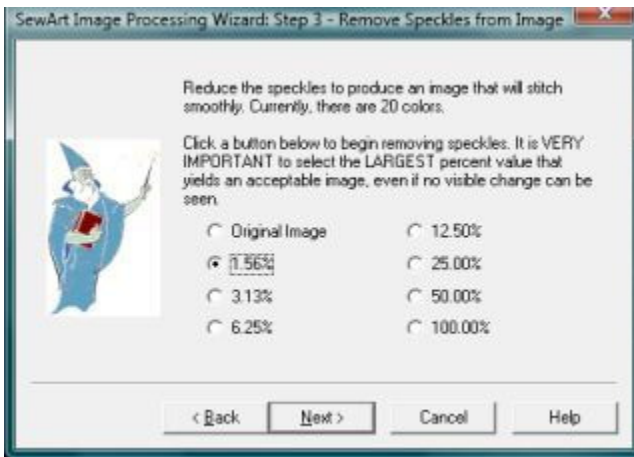 SewArt Image Processing Wizard: Step 3 - Remove Speckles from Image
Reduce the speckles to produce an image that will stitch
smoothly. Currently, there are 20 colors.
Click a button below to begin removing speckles. It is VERY
IMPORTANT to select the LARGEST percent value that
yields an acceptable image, even if no visible change can be
seen.
Original Image
12.50%
1.56%
25.00%
3.13%
50.00%
6.25%
100.00%
< Back
Next >
Cancel
Help